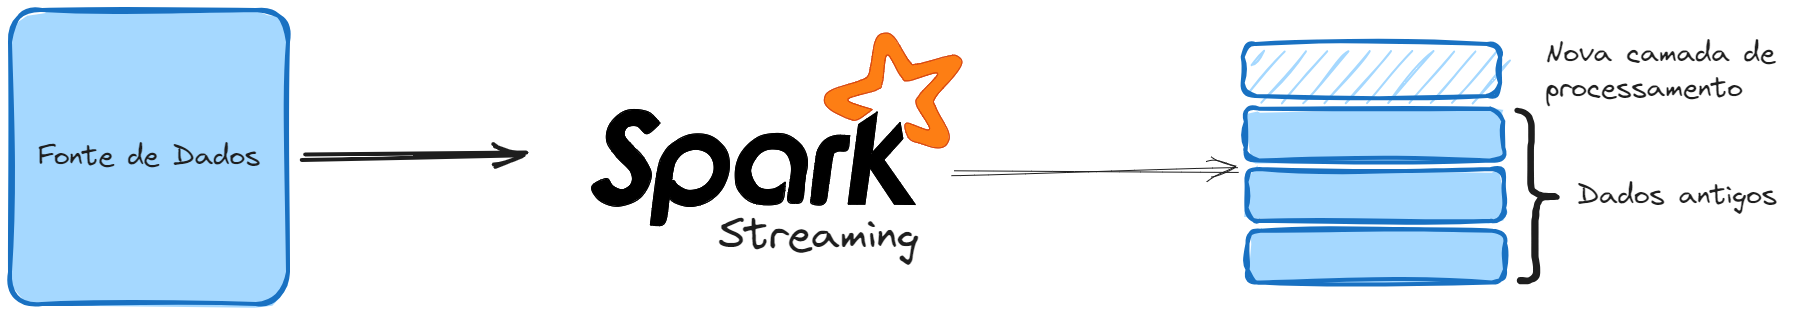 Fonte de Dados
Spark
Streaming
Nova camada de
processamento
Dados antigos